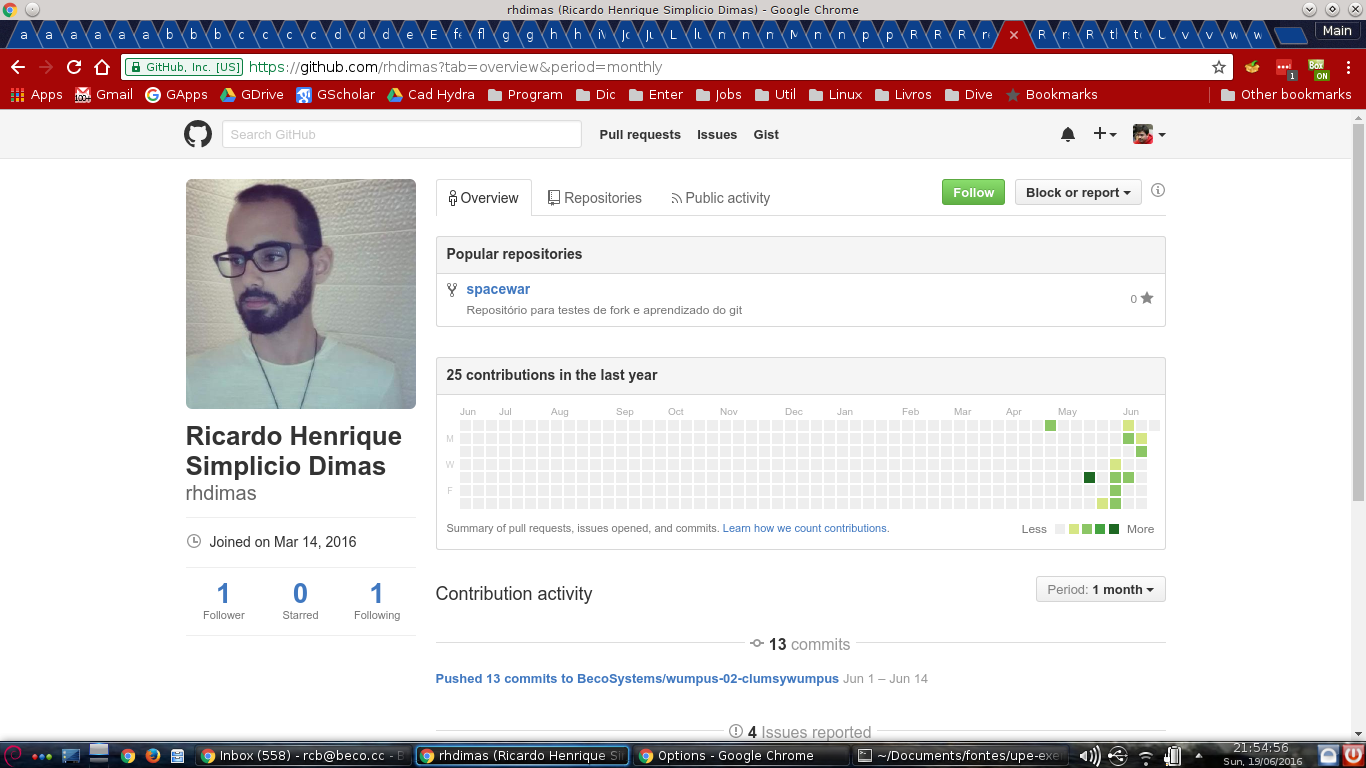 rhdimas (Ricardo Henrique Simplicio Dimas) - Google Chrome
Main
GitHub, Inc. [US] https://github.com/rhdimas?tab=overview&period=monthly
Apps Gmail GApps GDrive GScholar Cad Hydra Program Dic Enter Jobs Util Linux Livros Dive Bookmarks Other bookmarks
Search GitHub Pull requests Issues Gist
Overview Repositories Public activity Follow Block or report
Popular repositories
spacewar
0
Repositório para testes de fork e aprendizado do git
25 contributions in the last year
Jun Jul Aug Sep Oct Nov Dec Jan Feb Mar Apr May Jun
M
W
F
Summary of pull requests, issues opened, and commits. Learn how we count contributions. Less More
Ricardo Henrique
Simplicio Dimas
rhdimas
Joined on Mar 14, 2016
1 0 1
Follower Starred Following
Contribution activity Period: 1 month
13 commits
Pushed 13 commits to BecoSystems/wumpus-02-clumsywumpus Jun 1 – Jun 14
4 Issues reported
Inbox (558) - rcb@beco.cc - B rhdimas (Ricardo Henrique Si Options - Google Chrome ~/Documents/fontes/upe-exe
21:54:56
Sun, 19/06/2016